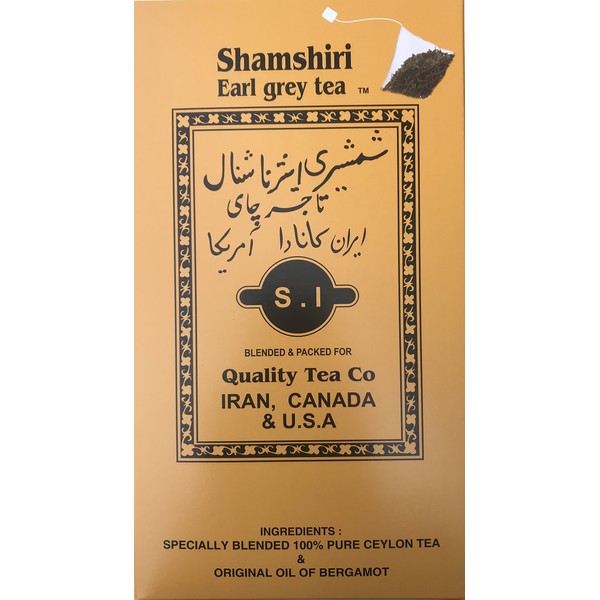 Shamshiri
Earl grey tea ™
شمشیری اینترناشنال
تاجر چای
ایران کانادا آمریکا
S . I
BLENDED & PACKED FOR
Quality Tea Co
IRAN, CANADA
& U.S.A
INGREDIENTS :
SPECIALLY BLENDED 100% PURE CEYLON TEA
&
ORIGINAL OIL OF BERGAMOT